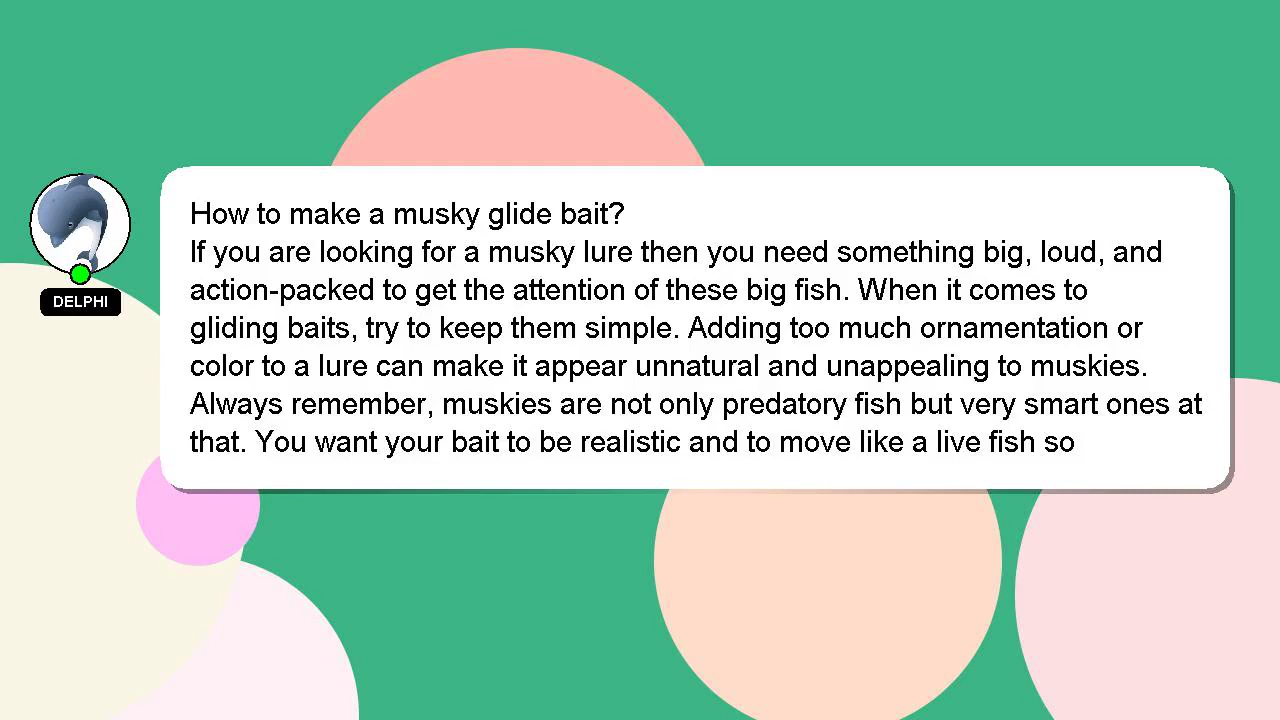 DELPHI
How to make a musky glide bait?
If you are looking for a musky lure then you need something big, loud, and
action-packed to get the attention of these big fish. When it comes to
gliding baits, try to keep them simple. Adding too much ornamentation or
color to a lure can make it appear unnatural and unappealing to muskies.
Always remember, muskies are not only predatory fish but very smart ones at
that. You want your bait to be realistic and to move like a live fish so